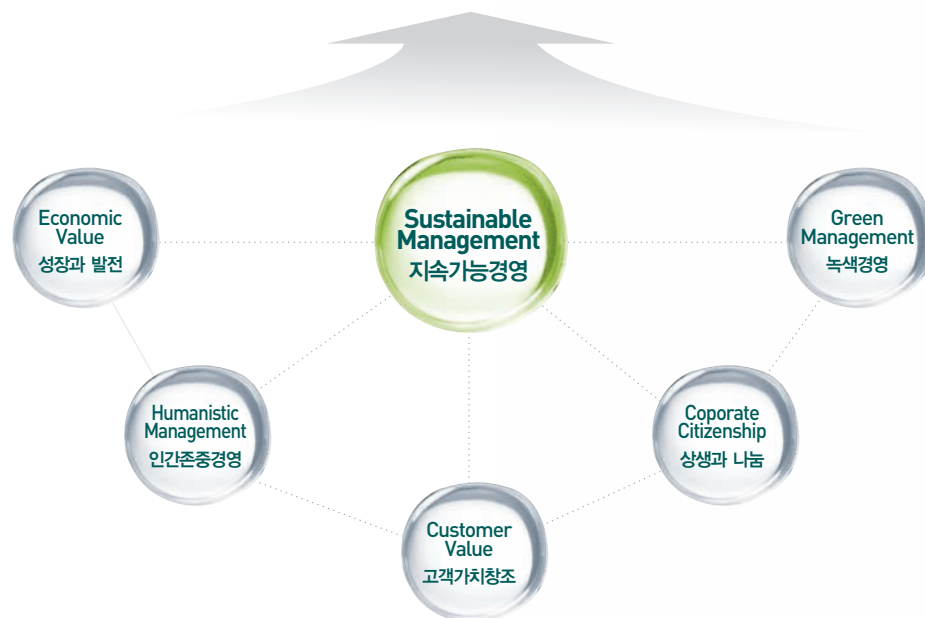 Sustainable
Management
지속가능경영
Economic
Value
성장과 발전
Green
Management
녹색경영
Humanistic
Management
인간존중경영
Coporate
Citizenship
상생과 나눔
Customer
Value
고객가치창조